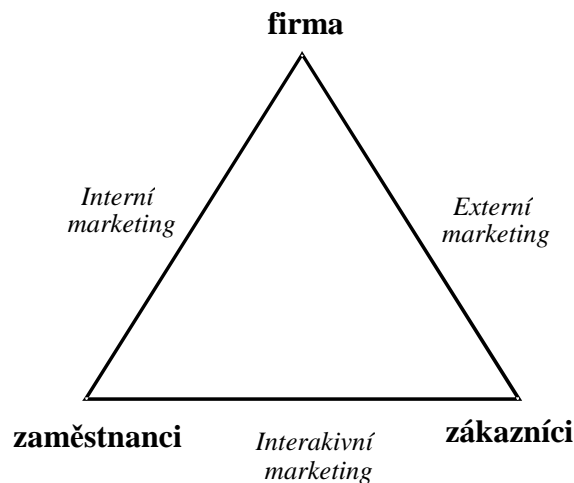 firma
Interní
marketing
Externí
marketing
zaměstnanci
zákazníci
Interakivní
marketing